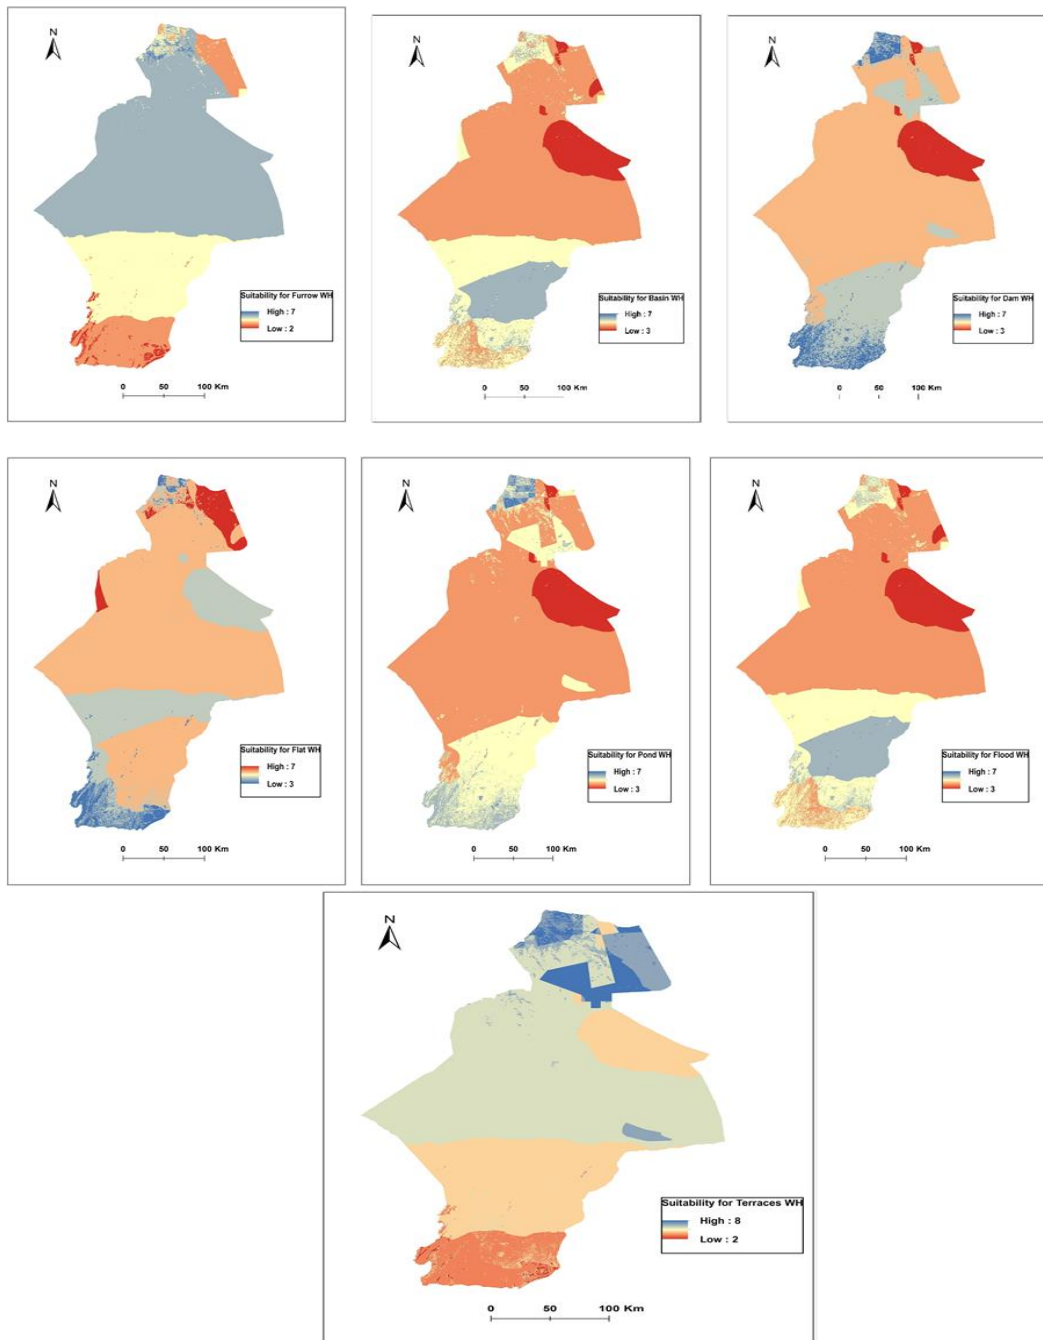 N
Suitability for Furrow WH
High : 7
Low : 2
0 50 100 Km
N
Suitability for Basin WH
High : 7
Low : 3
0 50 100 Km
N
Suitability for Dam WH
High : 7
Low : 3
0 50 100 Km
N
Suitability for Flat WH
High : 7
Low : 3
0 50 100 Km
N
Suitability for Pond WH
High : 7
Low : 3
0 50 100 Km
N
Suitability for Flood WH
High : 7
Low : 3
0 50 100 Km
N
Suitability for Terraces WH
High : 8
Low : 2
0 50 100 Km